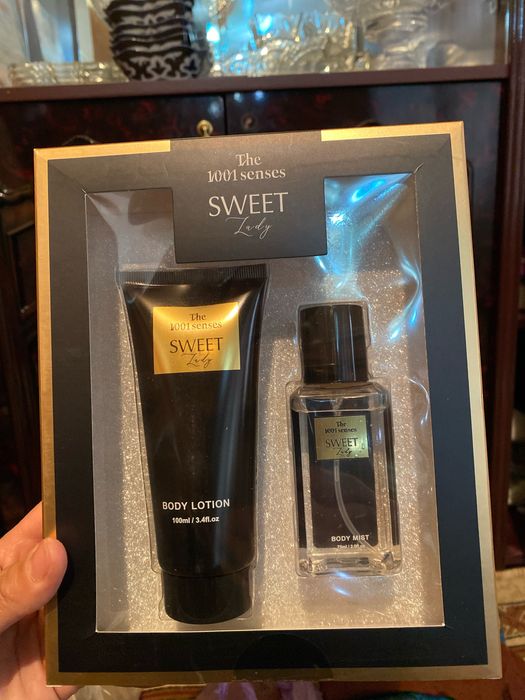 The
1001 senses
SWEET
Lady
The
1001 senses
SWEET
Lady
BODY LOTION
100ml / 3.4fl.oz
The
1001 senses
SWEET
Lady
BODY MIST